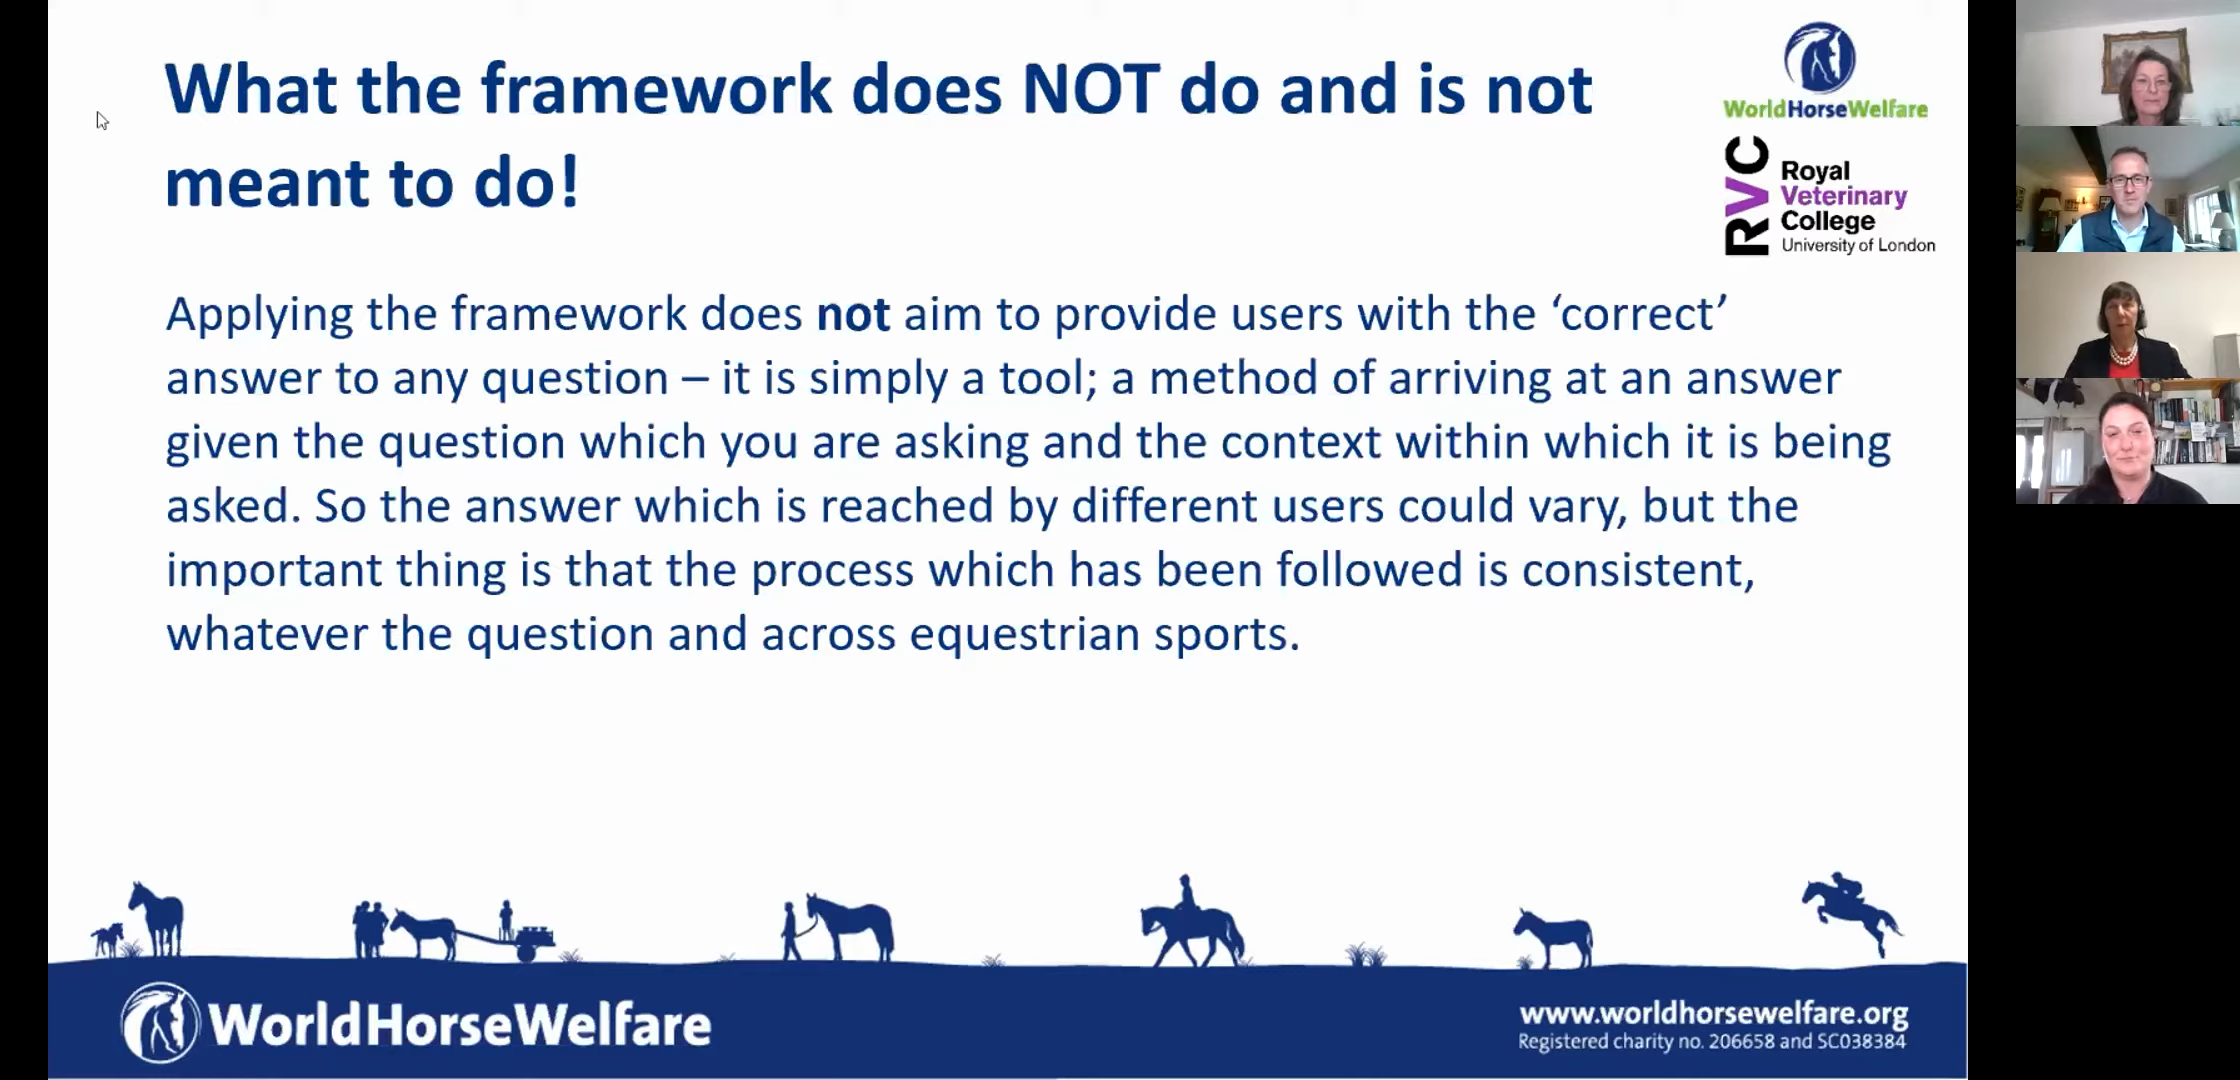 What the framework does NOT do and is not
meant to do!
WorldHorseWelfare
RVC
Royal
Veterinary
College
University of London
Applying the framework does not aim to provide users with the ‘correct’
answer to any question – it is simply a tool; a method of arriving at an answer
given the question which you are asking and the context within which it is being
asked. So the answer which is reached by different users could vary, but the
important thing is that the process which has been followed is consistent,
whatever the question and across equestrian sports.
WorldHorseWelfare
www.worldhorsewelfare.org
Registered charity no. 206658 and SC038384